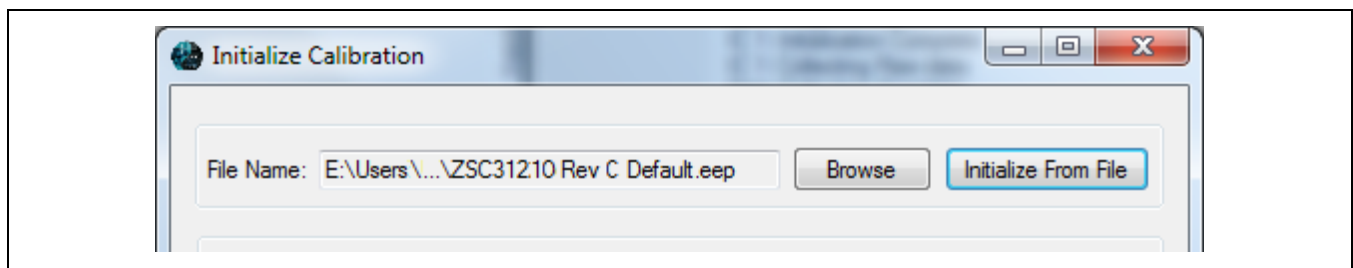 Initialize Calibration
File Name: E:\Users\...\ZSC31210 Rev C Default.eep Browse Initialize From File